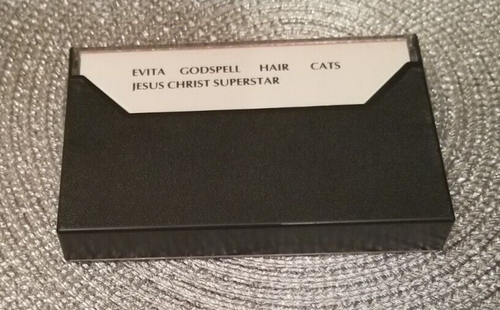 EVITA GODSPELL HAIR CATS
JESUS CHRIST SUPERSTAR